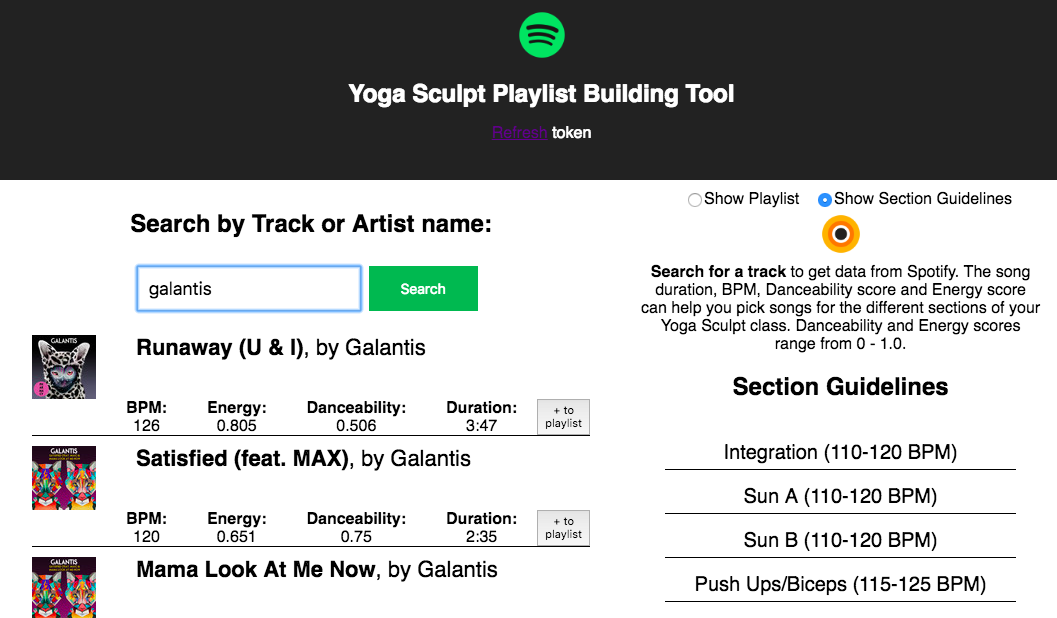 Yoga Sculpt Playlist Building Tool
Refresh token
Search by Track or Artist name:
galantis
Search
GALANTIS
Runaway (U & I), by Galantis
BPM: Energy: Danceability: Duration:
126 0.805 0.506 3:47
+ to
playlist
GALANTIS
Satisfied (feat. MAX), by Galantis
BPM: Energy: Danceability: Duration:
120 0.651 0.75 2:35
+ to
playlist
GALANTIS
Mama Look At Me Now, by Galantis
Show Playlist Show Section Guidelines
Search for a track to get data from Spotify. The song
duration, BPM, Danceability score and Energy score
can help you pick songs for the different sections of your
Yoga Sculpt class. Danceability and Energy scores
range from 0 - 1.0.
Section Guidelines
Integration (110-120 BPM)
Sun A (110-120 BPM)
Sun B (110-120 BPM)
Push Ups/Biceps (115-125 BPM)